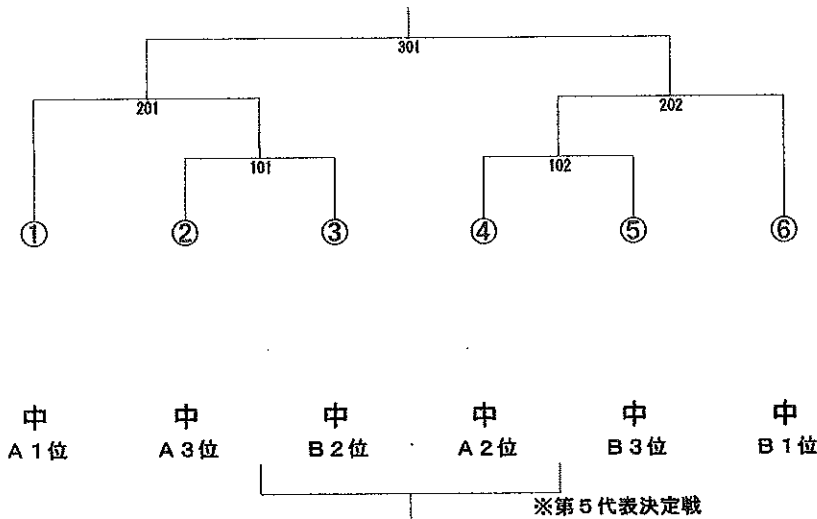 301
201 202
101 102
① ② ③ ④ ⑤ ⑥
中 中 中 中 中 中
A1位 A3位 B2位 A2位 B3位 B1位
※第5代表決定戦